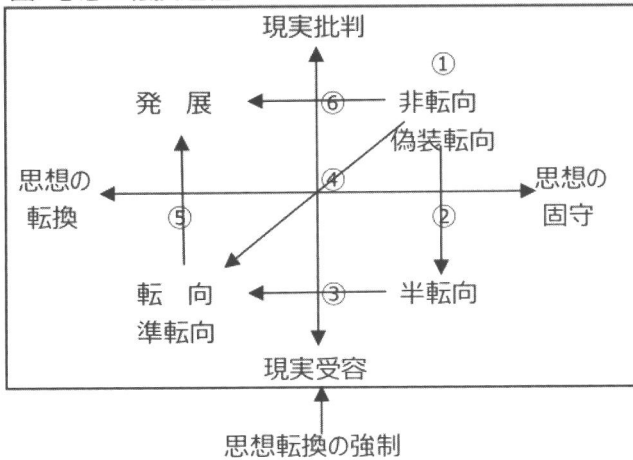 現実批判
①
発 展
⑥
非転向
偽装転向
思想の
転換
④
思想の
固守
⑤
②
転 向
準転向
③
半転向
現実受容
思想転換の強制